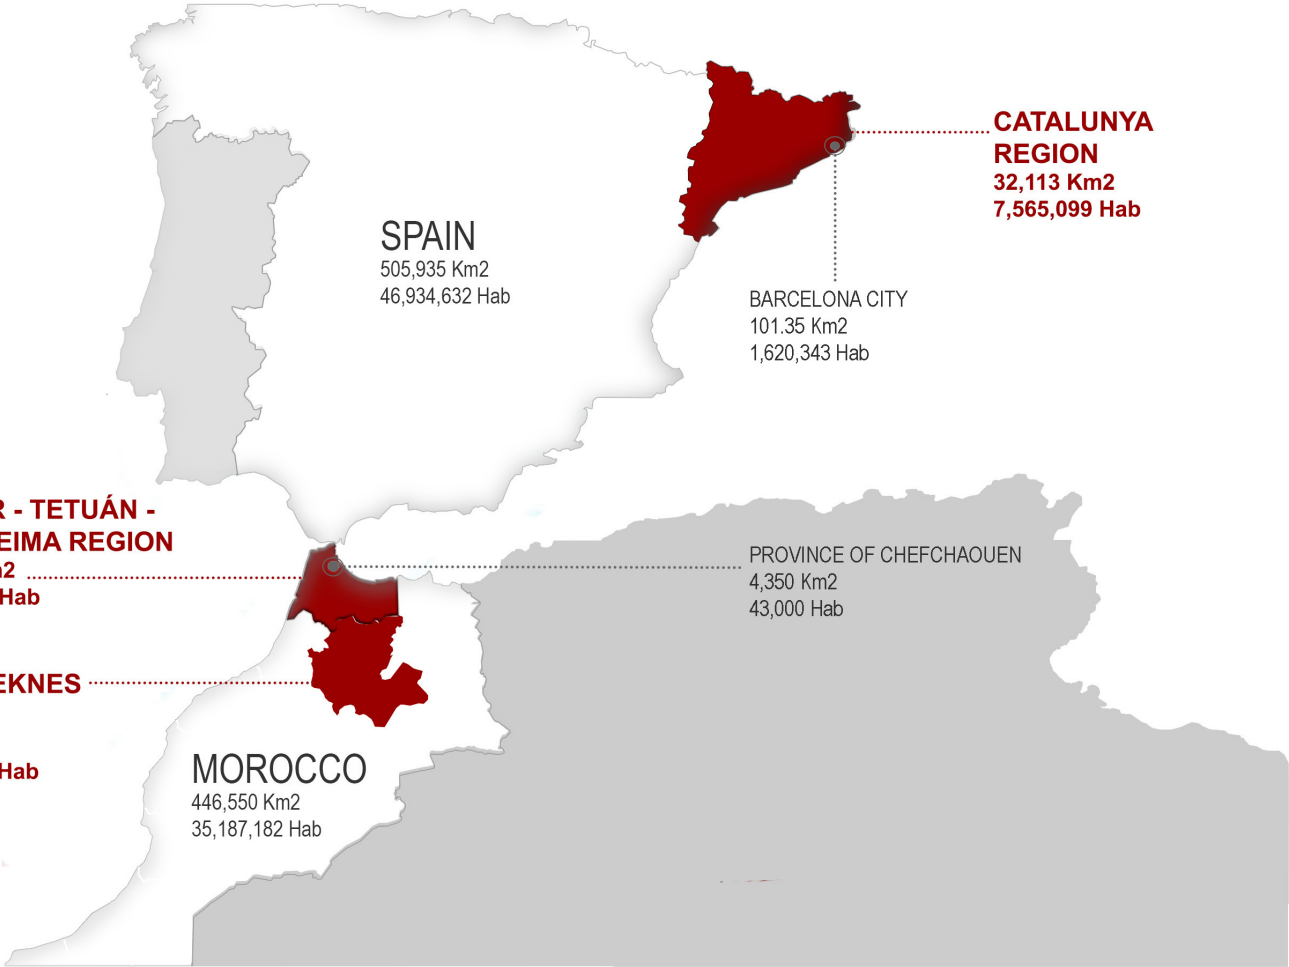 CATALUNYA
REGION
32,113 Km2
7,565,099 Hab
SPAIN
505,935 Km2
46,934,632 Hab
BARCELONA CITY
101.35 Km2
1,620,343 Hab
R - TETUÁN -
EIMA REGION
m2
Hab
PROVINCE OF CHEFCHAOUEN
4,350 Km2
43,000 Hab
EKNES
Hab
MOROCCO
446,550 Km2
35,187,182 Hab